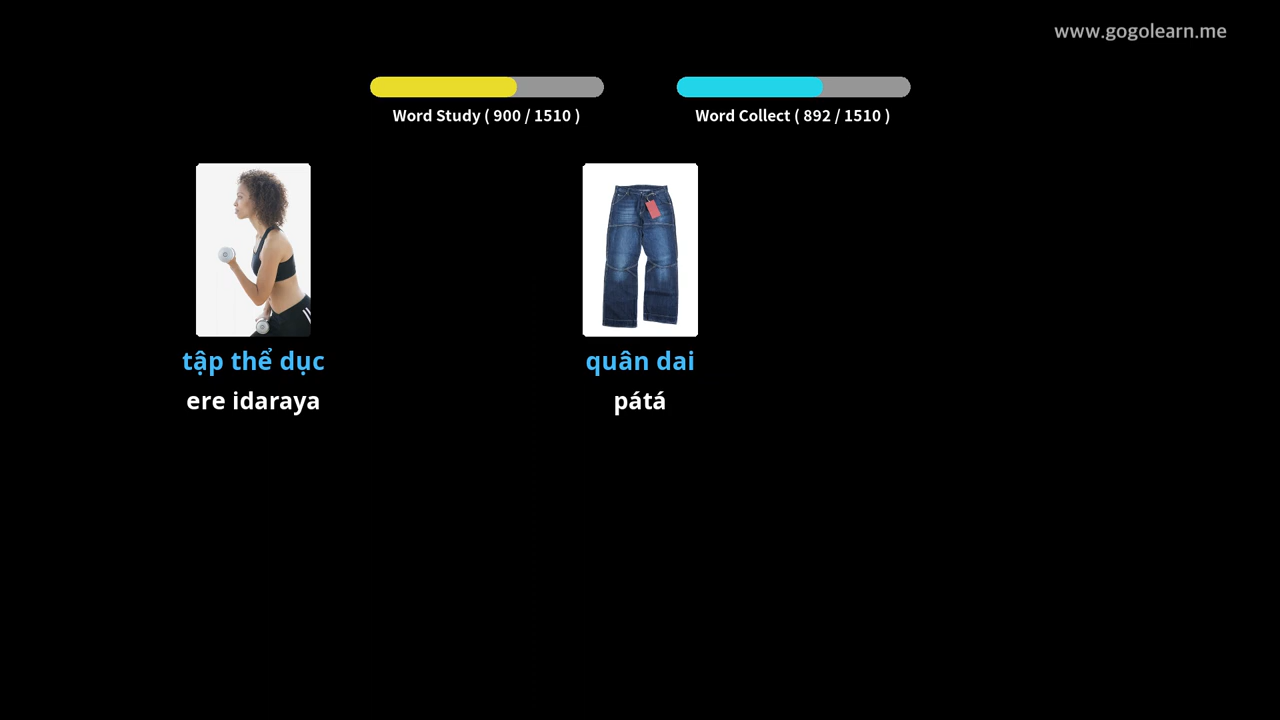 www.gogolearn.me
Word Study ( 900 / 1510 )
Word Collect ( 892 / 1510 )
tập thể dục
ere idaraya
quân dai
pátá